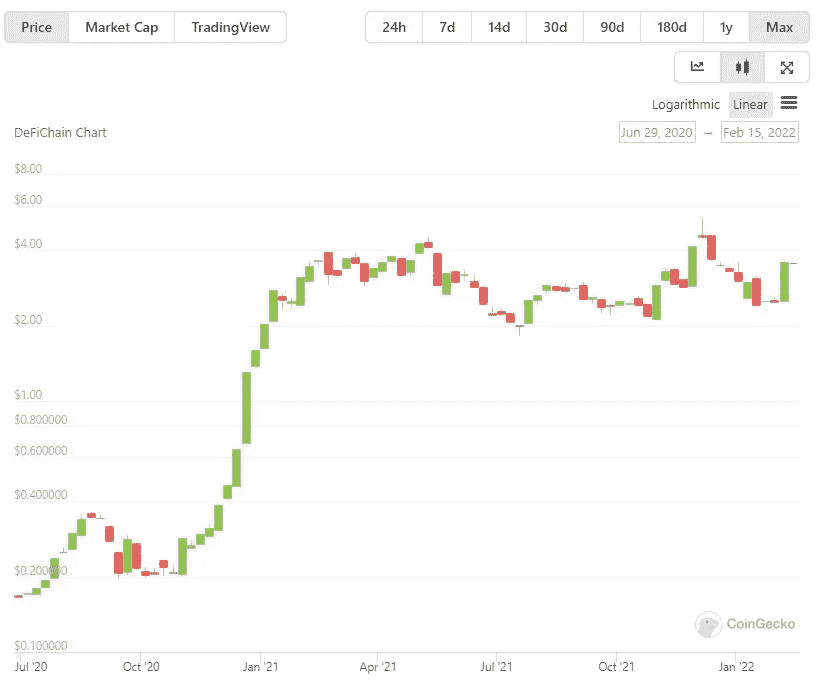 Price Market Cap TradingView 24h 7d 14d 30d 90d 180d 1y Max
Logarithmic Linear
DeFiChain Chart Jun 29, 2020 → Feb 15, 2022
$8.00
$6.00
$4.00
$2.00
$1.00
$0.800000
$0.600000
$0.400000
$0.200000
CoinGecko
$0.100000
Jul '20 Oct '20 Jan '21 Apr '21 Jul '21 Oct '21 Jan '22